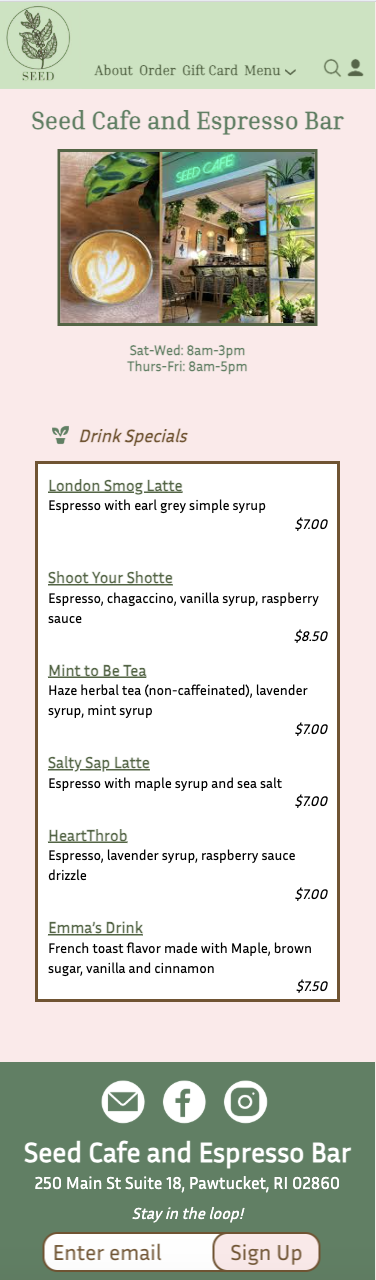 SEED
About Order Gift Card Menu
Seed Cafe and Espresso Bar
SEED CAFE
Sat-Wed: 8am-3pm
Thurs-Fri: 8am-5pm
Drink Specials
London Smog Latte
Espresso with earl grey simple syrup
$7.00
Shoot Your Shotte
Espresso, chagaccino, vanilla syrup, raspberry
sauce
$8.50
Mint to Be Tea
Haze herbal tea (non-caffeinated), lavender
syrup, mint syrup
$7.00
Salty Sap Latte
Espresso with maple syrup and sea salt
$7.00
HeartThrob
Espresso, lavender syrup, raspberry sauce
drizzle
$7.00
Emma's Drink
French toast flavor made with Maple, brown
sugar, vanilla and cinnamon
$7.50
Seed Cafe and Espresso Bar
250 Main St Suite 18, Pawtucket, RI 02860
Stay in the loop!
Enter email Sign Up